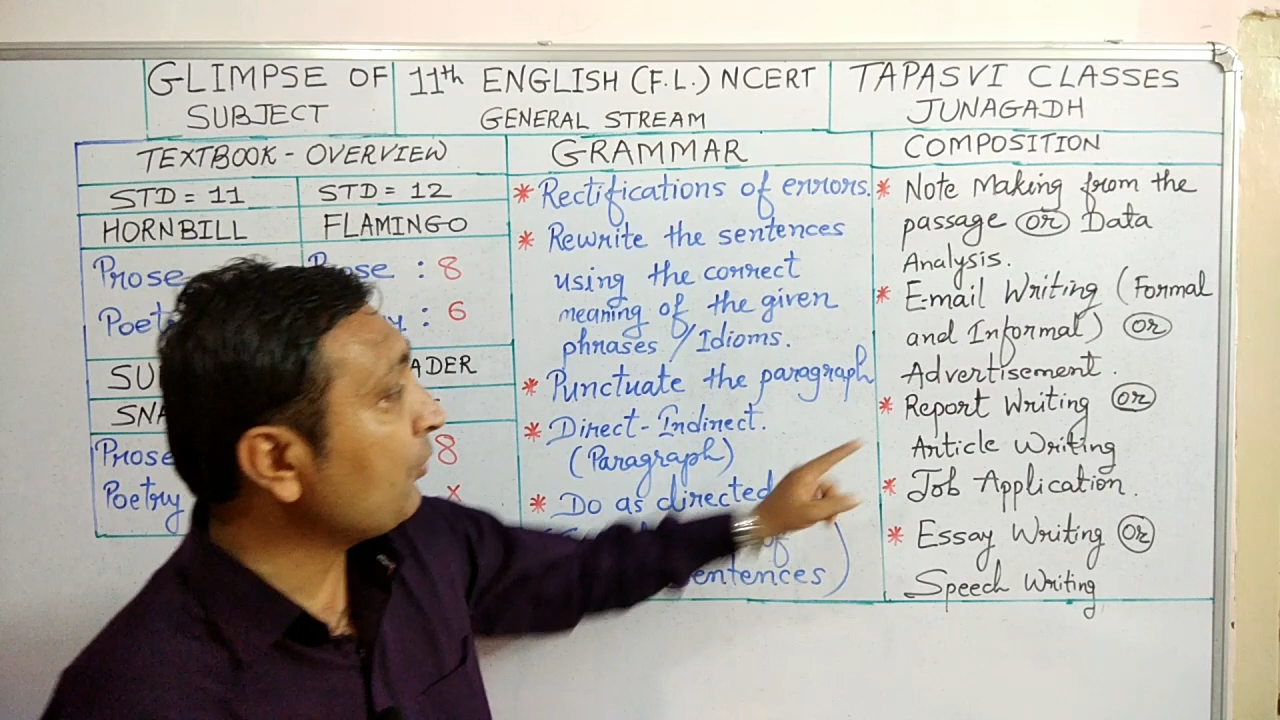 GLIMPSE OF
SUBJECT
11th ENGLISH (F.L.) NCERT
GENERAL STREAM
TAPASVI CLASSES
JUNAGADH
TEXTBOOK - OVERVIEW
STD = 11
STD = 12
HORNBILL
FLAMINGO
Prose
: 8
: 6
Prose
Poetry
8
x
GRAMMAR
* Rectifications of errors.
* Rewrite the sentences
using the correct
meaning of the given
phrases / Idioms.
* Punctuate the paragraph
* Direct - Indirect.
(Paragraph)
* Do as directed
of
)
COMPOSITION
* Note Making from the
passage or Data
Analysis.
* E-mail Writing (Formal
and Informal) or
Advertisement.
* Report Writing or
Article Writing
* Job Application.
* Essay Writing or
Speech Writing